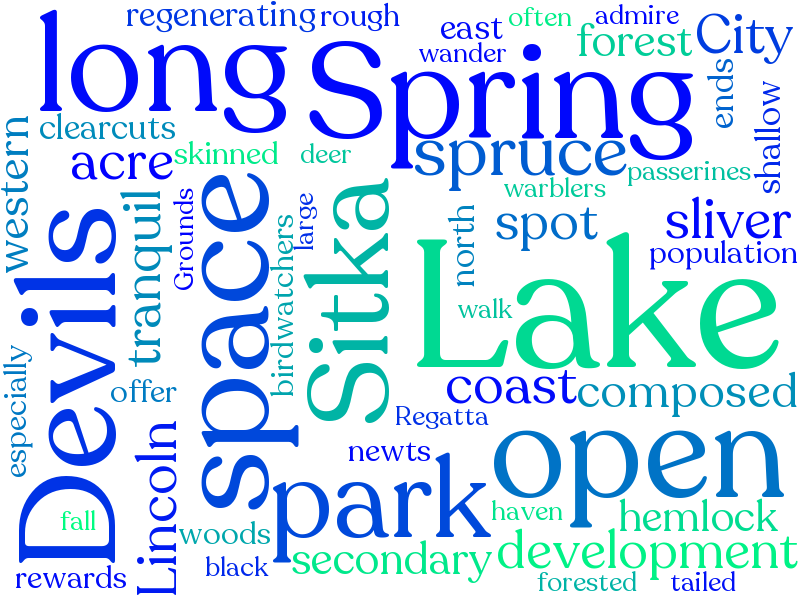 regenerating
rough
often
admire
east
City
long
Spring
forest
wander
ends
clearcuts
shallow
western
acre
skinned
deer
spruce
passerines
warblers
Devils
tranquil
Grounds
space
large
Sitka
north
spot
sliver
population
birdwatchers
Lake
walk
especially
offer
coast
composed
Regatta
Lincoln
newts
open
park
fall
haven
hemlock
woods
secondary
development
rewards
black
forested
tailed